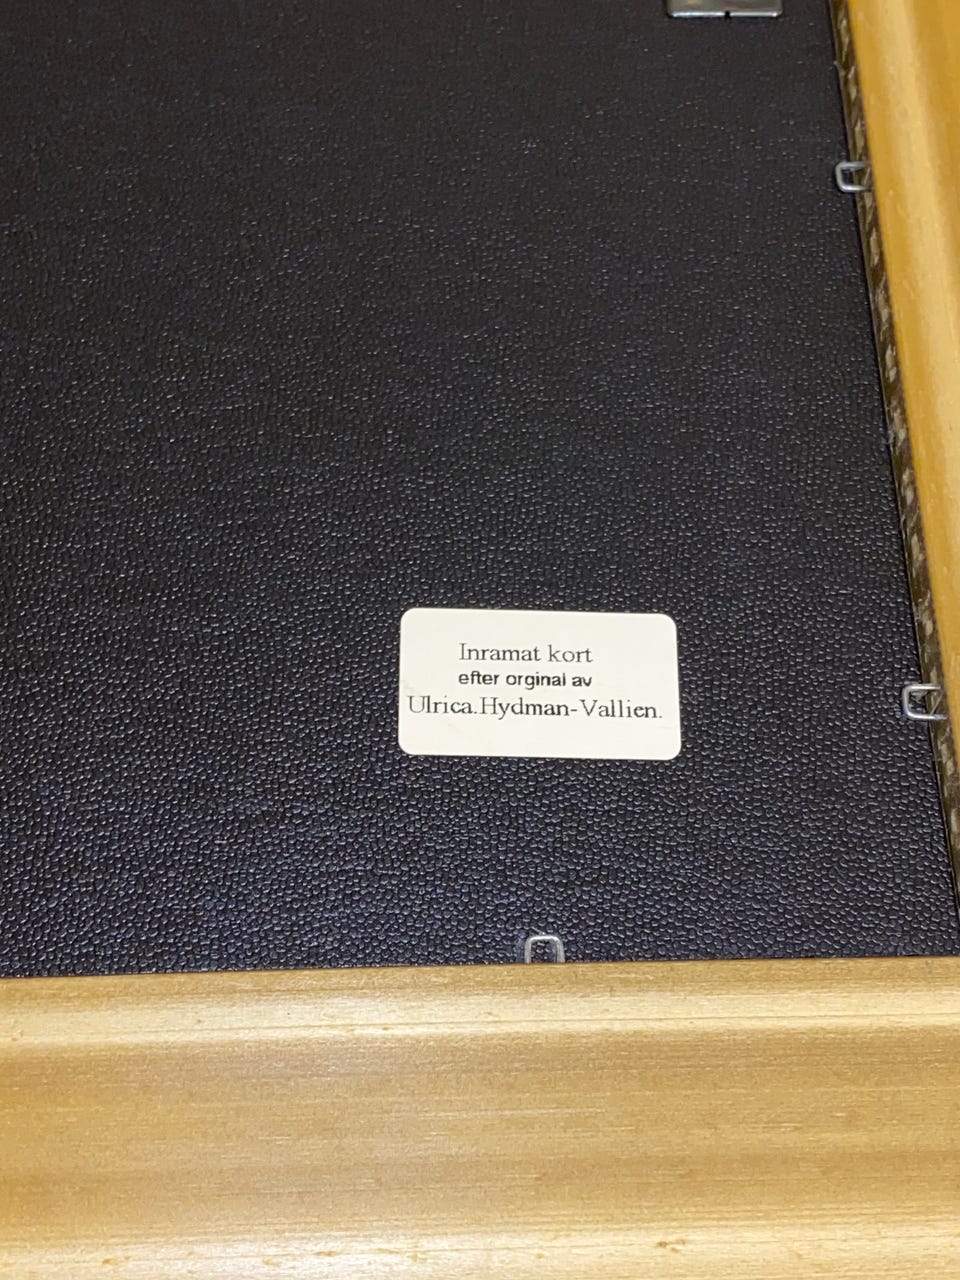 Inramat kort
efter orginal av
Ulrica.Hydman-Vallien.